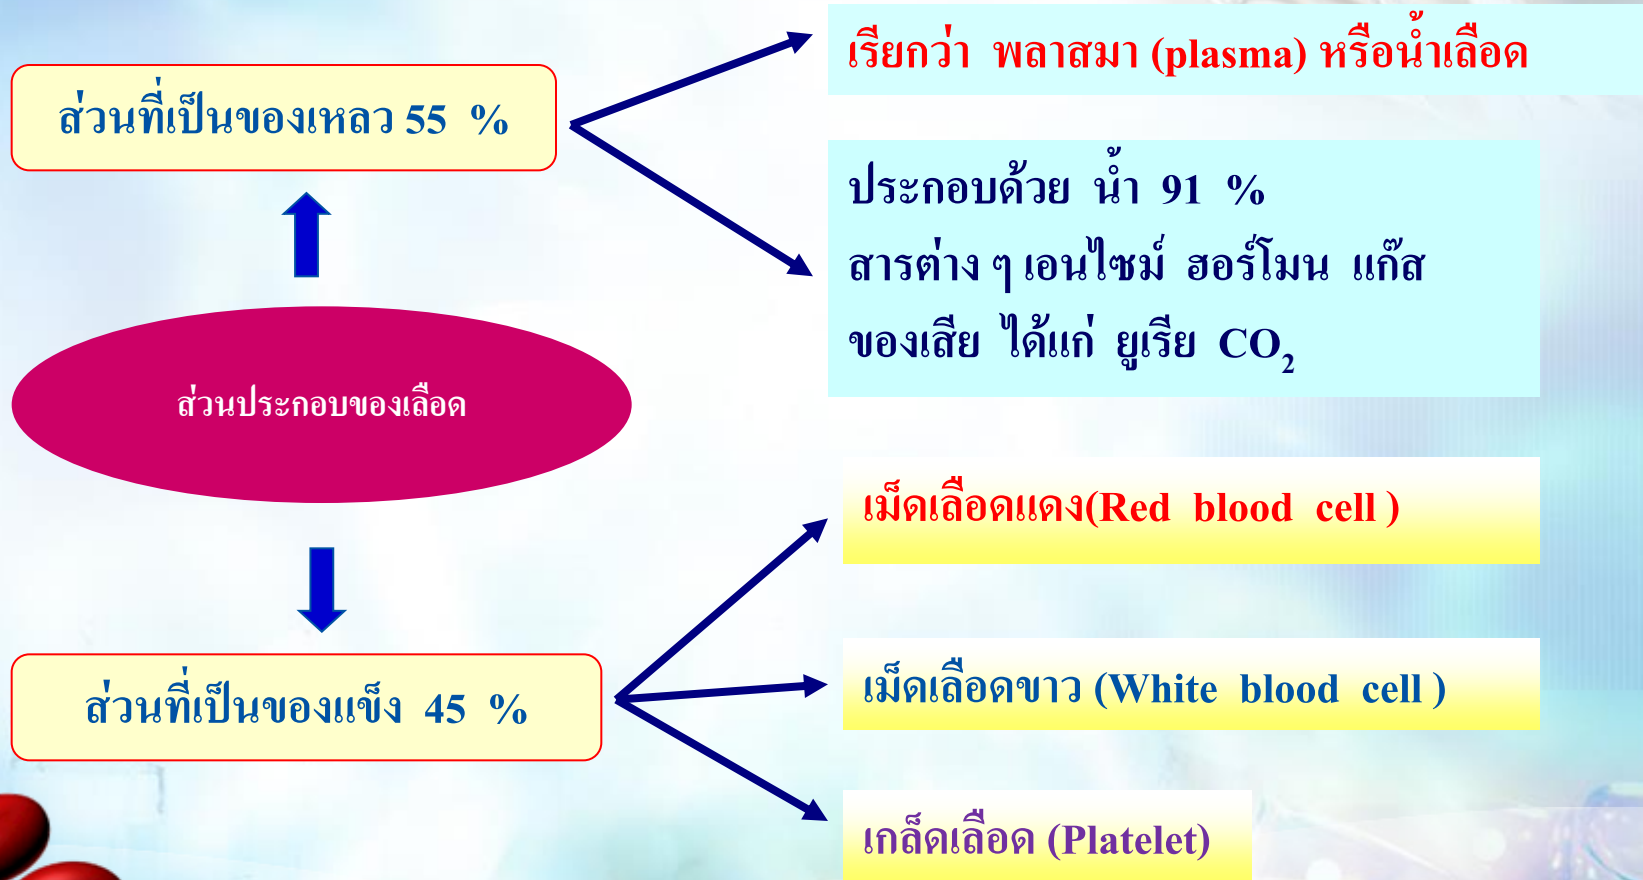 เรียกว่า พลาสมา (plasma) หรือน้ำเลือด
ส่วนที่เป็นของเหลว 55 %
ประกอบด้วย น้ำ 91 %
สารต่าง ๆ เอนไซม์ ฮอร์โมน แก๊ส
ของเสีย ได้แก่ ยูเรีย CO₂
ส่วนประกอบของเลือด
เม็ดเลือดแดง(Red blood cell )
ส่วนที่เป็นของแข็ง 45 %
เม็ดเลือดขาว (White blood cell )
เกล็ดเลือด (Platelet)